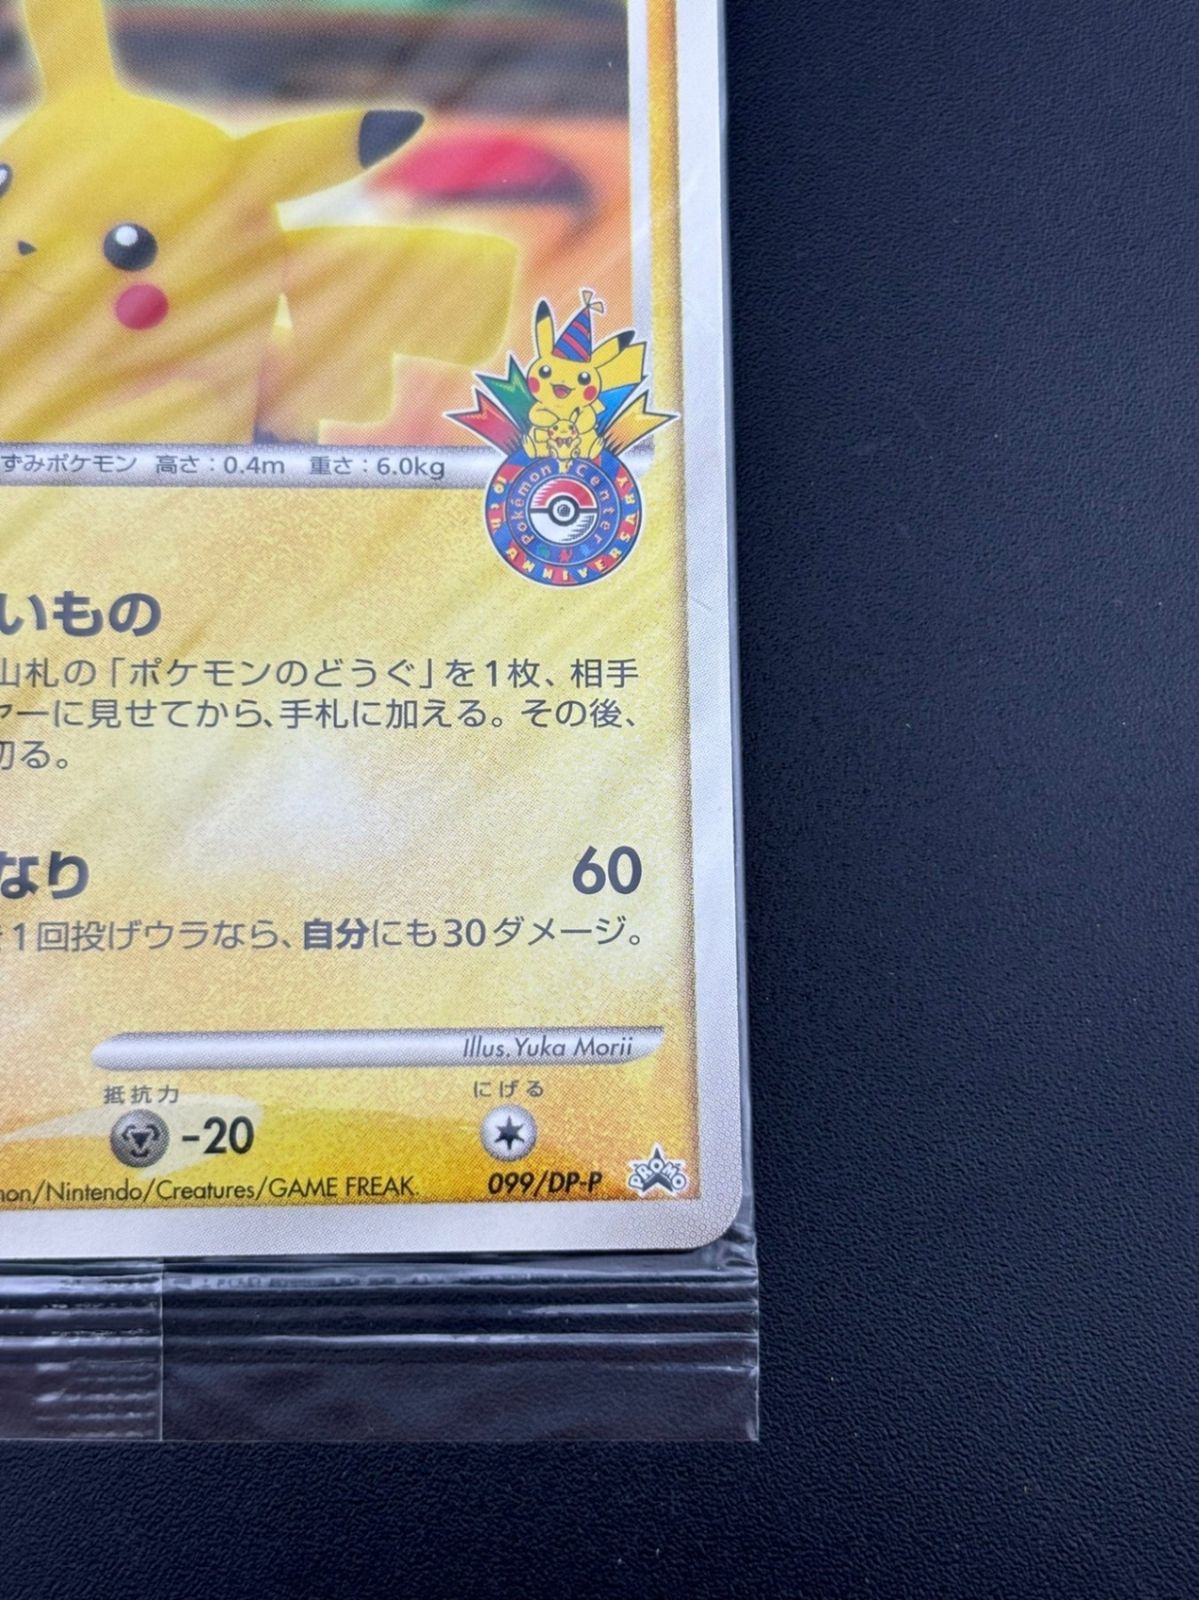 ずみポケモン 高さ：0.4m 重さ：6.0kg
Pokémon Center
10th ANNIVERSARY
いもの
山札の「ポケモンのどうぐ」を1枚、相手
ーに見せてから、手札に加える。その後、
切る。
なり 60
1回投げウラなら、自分にも30ダメージ。
Illus. Yuka Morii
抵抗力 にげる
-20
mon/Nintendo/Creatures/GAME FREAK.
099/DP-P PROMO